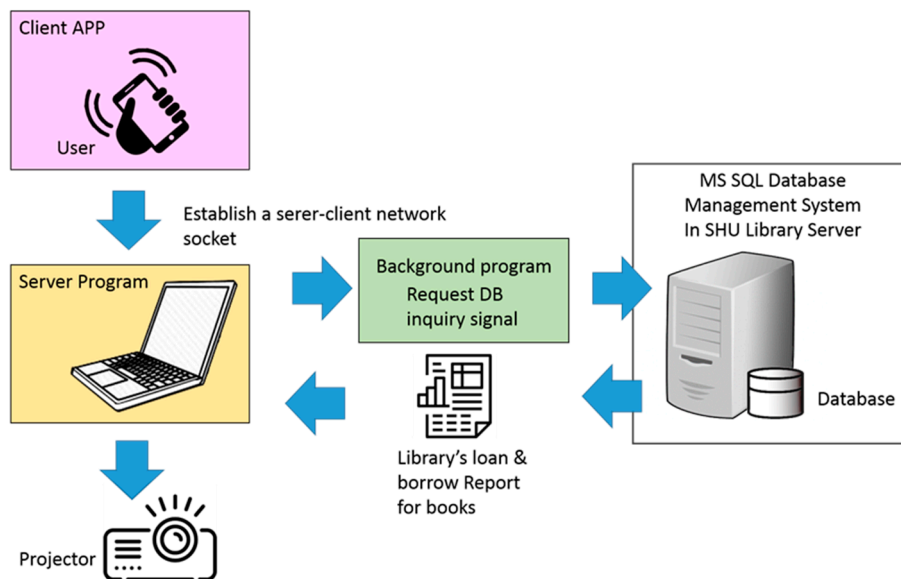 Client APP
User
Establish a serer-client network
socket
Server Program
Background program
Request DB
inquiry signal
MS SQL Database
Management System
In SHU Library Server
Database
Library's loan &
borrow Report
for books
Projector